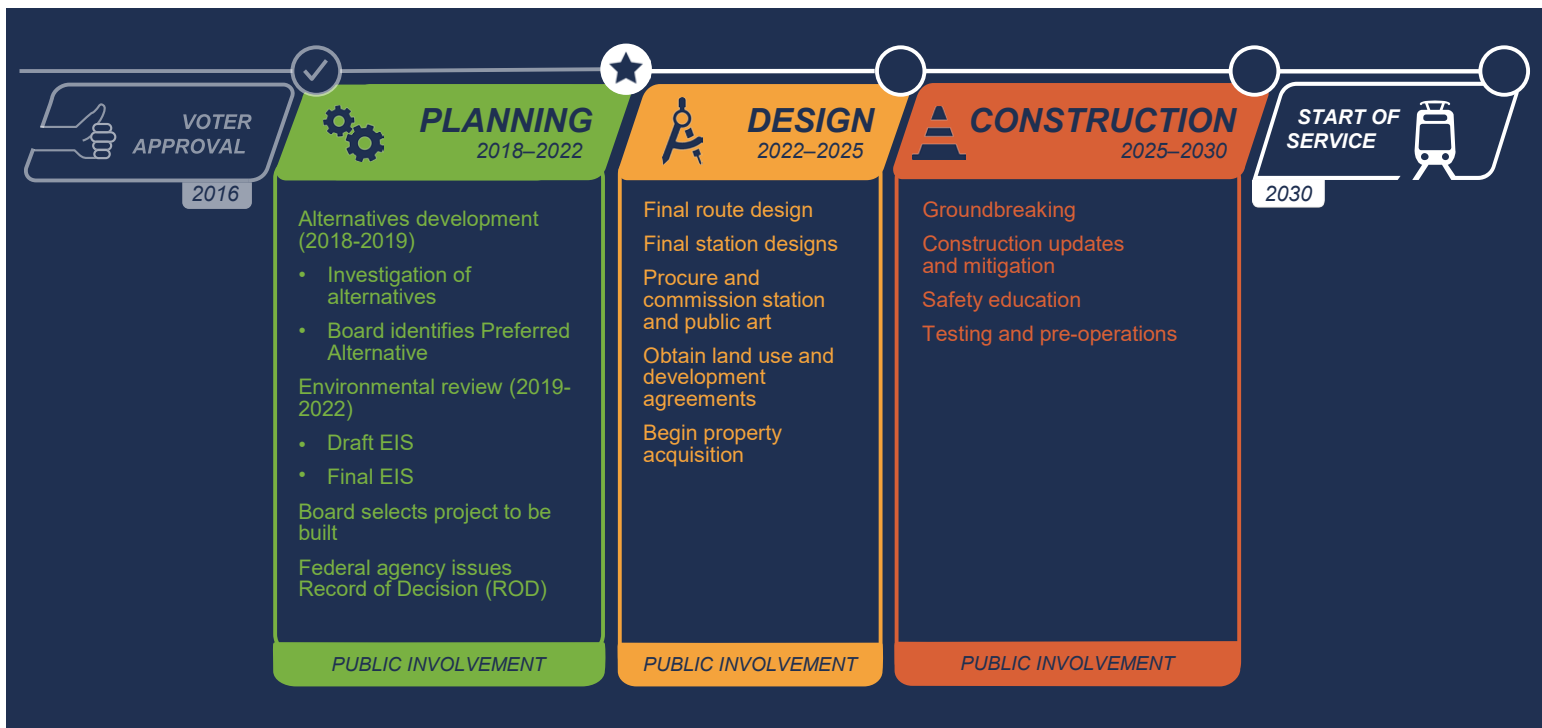 VOTER
APPROVAL
2016
PLANNING
2018–2022
Alternatives development
(2018-2019)
• Investigation of
alternatives
• Board identifies Preferred
Alternative
Environmental review (2019-
2022)
• Draft EIS
• Final EIS
Board selects project to be
built
Federal agency issues
Record of Decision (ROD)
PUBLIC INVOLVEMENT
DESIGN
2022–2025
Final route design
Final station designs
Procure and
commission station
and public art
Obtain land use and
development
agreements
Begin property
acquisition
PUBLIC INVOLVEMENT
CONSTRUCTION
2025–2030
Groundbreaking
Construction updates
and mitigation
Safety education
Testing and pre-operations
PUBLIC INVOLVEMENT
START OF
SERVICE
2030